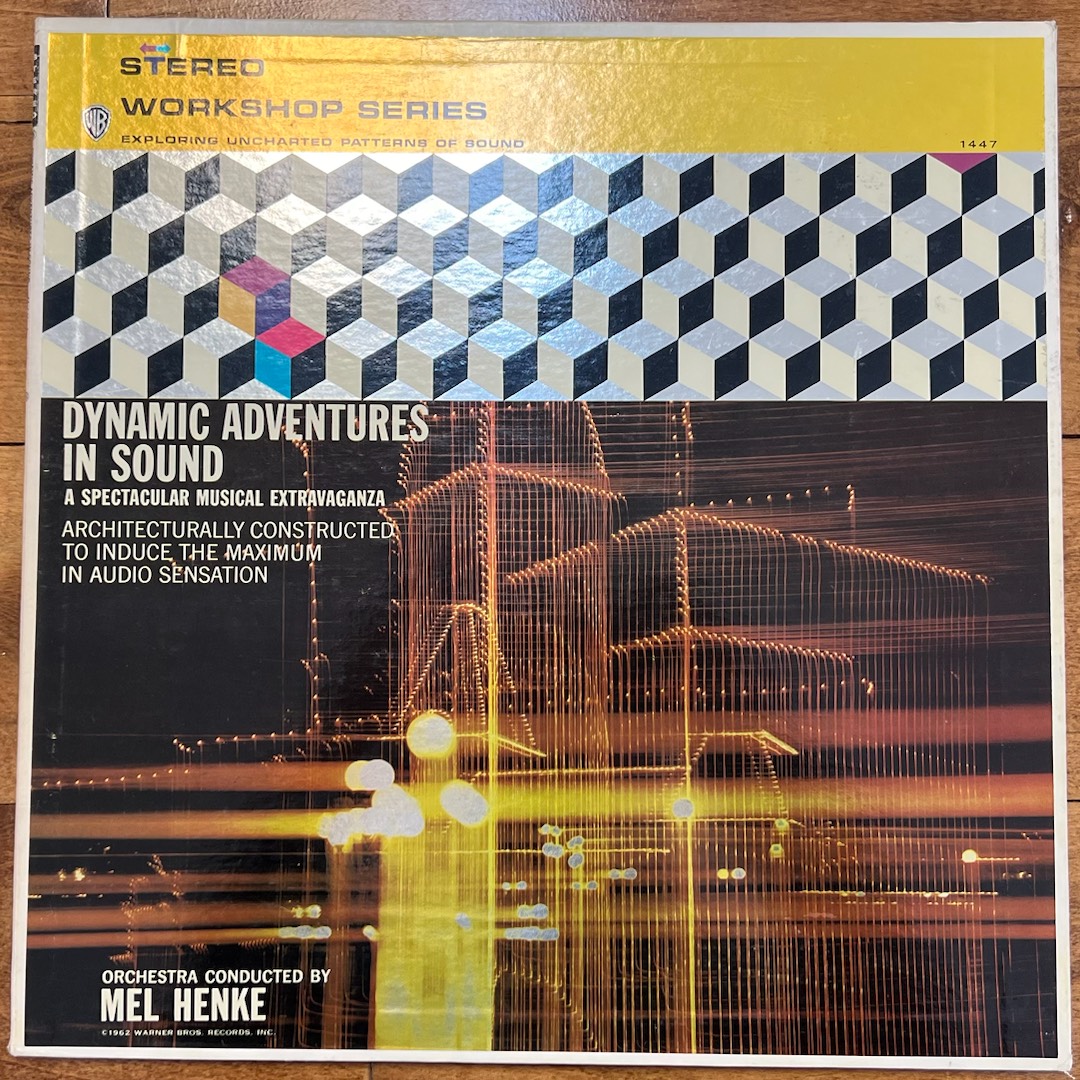 STEREO
WORKSHOP SERIES
WB
EXPLORING UNCHARTED PATTERNS OF SOUND
1447
DYNAMIC ADVENTURES
IN SOUND
A SPECTACULAR MUSICAL EXTRAVAGANZA
ARCHITECTURALLY CONSTRUCTED
TO INDUCE THE MAXIMUM
IN AUDIO SENSATION
ORCHESTRA CONDUCTED BY
MEL HENKE
©1962 WARNER BROS. RECORDS, INC.